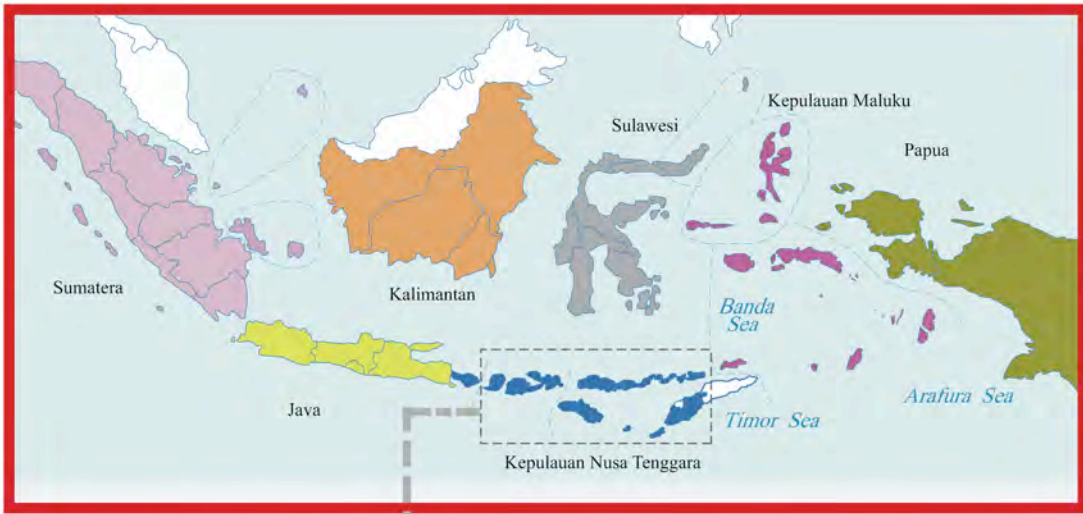 Kepulauan Maluku
Sulawesi
Papua
Sumatera
Kalimantan
Banda
Sea
Java
Timor Sea
Arafura Sea
Kepulauan Nusa Tenggara